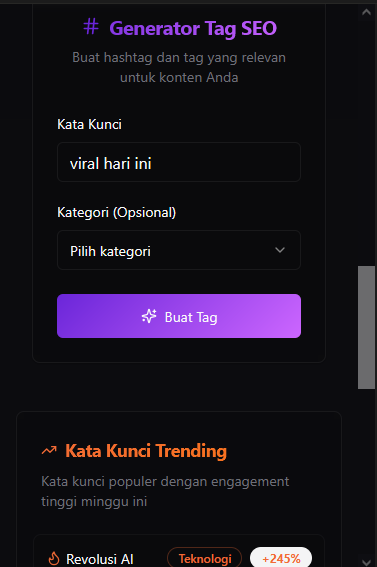 Generator Tag SEO
Buat hashtag dan tag yang relevan
untuk konten Anda
Kata Kunci
viral hari ini
Kategori (Opsional)
Pilih kategori
Buat Tag
Kata Kunci Trending
Kata kunci populer dengan engagement
tinggi minggu ini
Revolusi AI Teknologi +245%